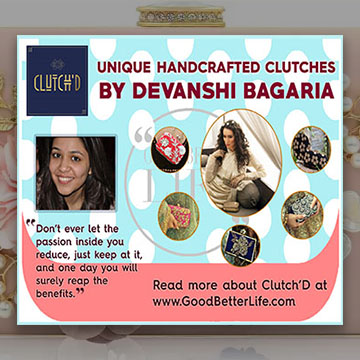 CLUTCH'D
UNIQUE HANDCRAFTED CLUTCHES
BY DEVANSHI BAGARIA
"Don't ever let the
passion inside you
reduce, just keep at it,
and one day you will
surely reap the
benefits."
Read more about Clutch'D at
www.GoodBetterLife.com